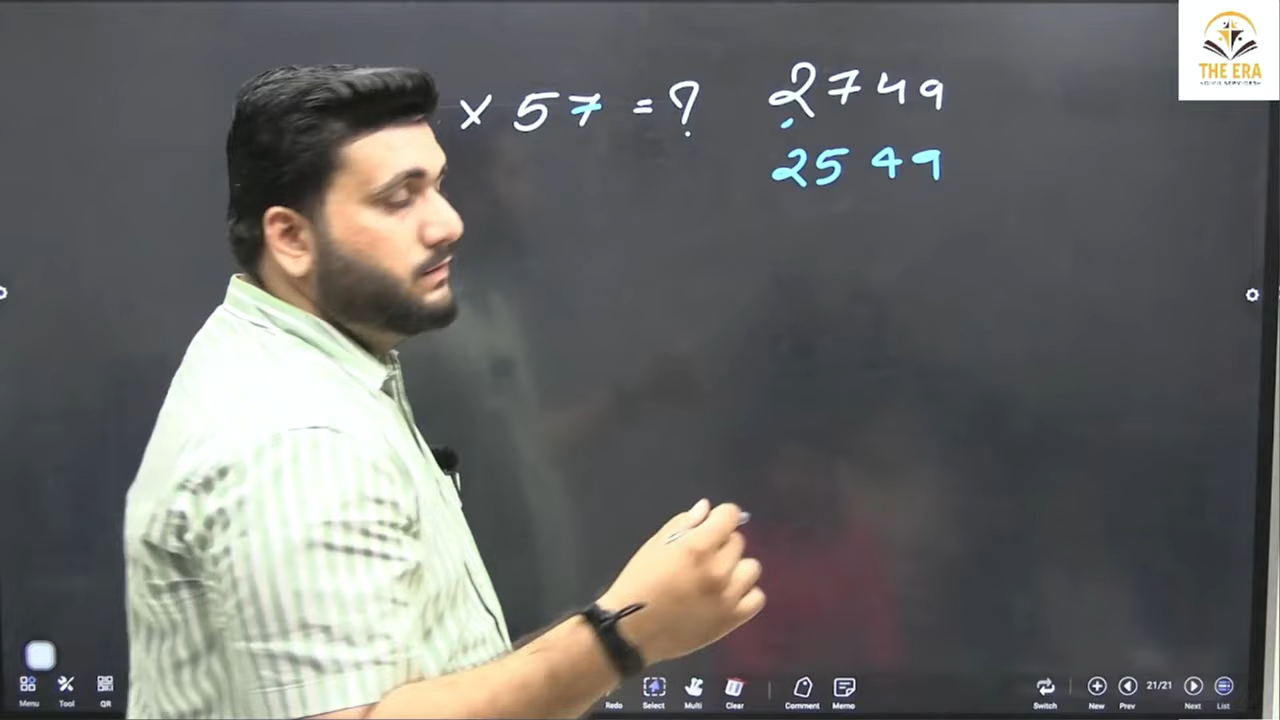 × 57 = ?
2749
2549
THE ERA
Menu Tool QR Redo Select Multi Clear Comment Memo Switch New Prev 21/21 Next List